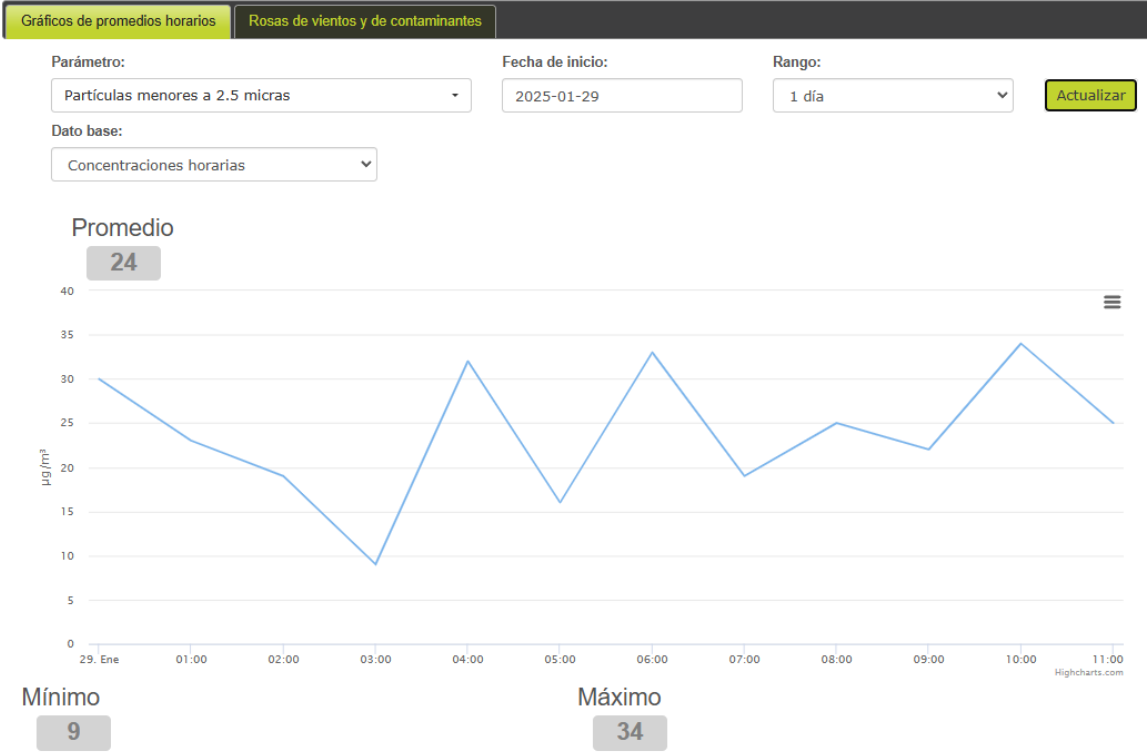 Gráficos de promedios horarios Rosas de vientos y de contaminantes
Parámetro: Fecha de inicio: Rango:
Partículas menores a 2.5 micras 2025-01-29 1 día Actualizar
Dato base:
Concentraciones horarias
Promedio
24
40
35
30
25
20
15
10
5
0
µg/m³
29. Ene 01:00 02:00 03:00 04:00 05:00 06:00 07:00 08:00 09:00 10:00 11:00
Highcharts.com
Mínimo Máximo
9 34